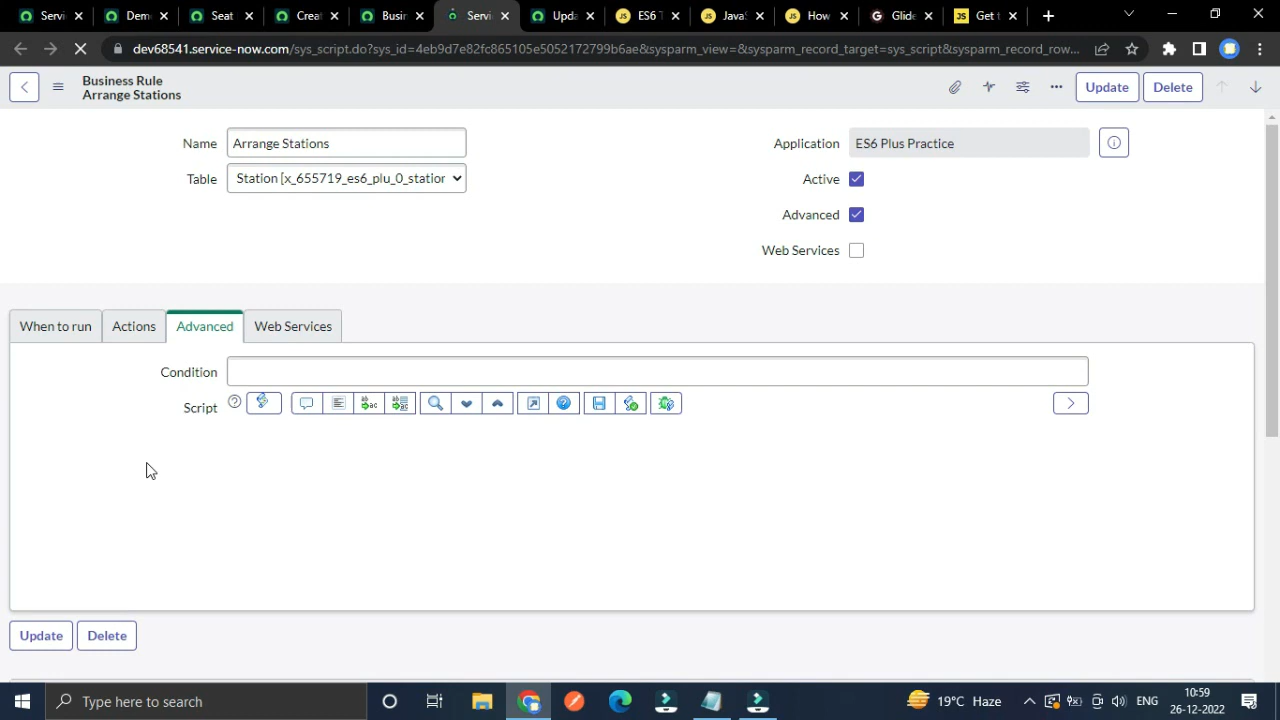 Servi
Dem
Seat
Creat
Busin
Servi
Upda
ES6 T
JavaS
How
Glide
Get t
dev68541.service-now.com/sys_script.do?sys_id=4eb9d7e82fc865105e5052172799b6ae&sysparm_view=&sysparm_record_target=sys_script&sysparm_record_row...
Business Rule
Arrange Stations
Update
Delete
Name
Arrange Stations
Application
ES6 Plus Practice
Table
Station [x_655719_es6_plu_0_station
Active
Advanced
Web Services
When to run
Actions
Advanced
Web Services
Condition
Script
Update
Delete
Type here to search
19°C Haze
ENG
10:59
26-12-2022